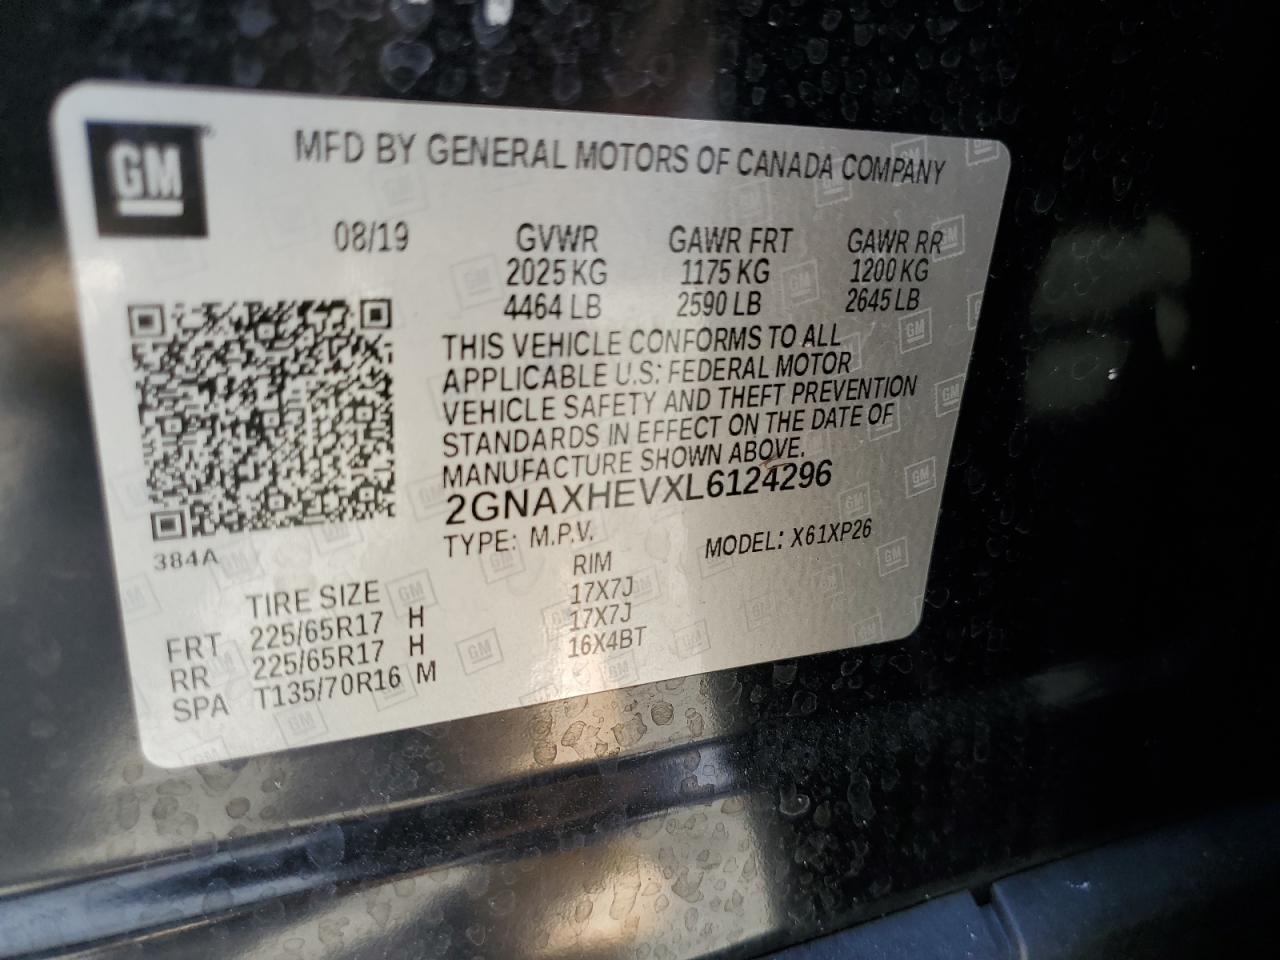 GM
MFD BY GENERAL MOTORS OF CANADA COMPANY
08/19 GVWR GAWR FRT GAWR RR
2025 KG 1175 KG 1200 KG
4464 LB 2590 LB 2645 LB
THIS VEHICLE CONFORMS TO ALL
APPLICABLE U.S. FEDERAL MOTOR
VEHICLE SAFETY AND THEFT PREVENTION
STANDARDS IN EFFECT ON THE DATE OF
MANUFACTURE SHOWN ABOVE.
2GNAXHEVXL6124296
TYPE: M.P.V. MODEL: X61XP26
384A
TIRE SIZE RIM
FRT 225/65R17 H 17X7J
RR 225/65R17 H 17X7J
SPA T135/70R16 M 16X4BT